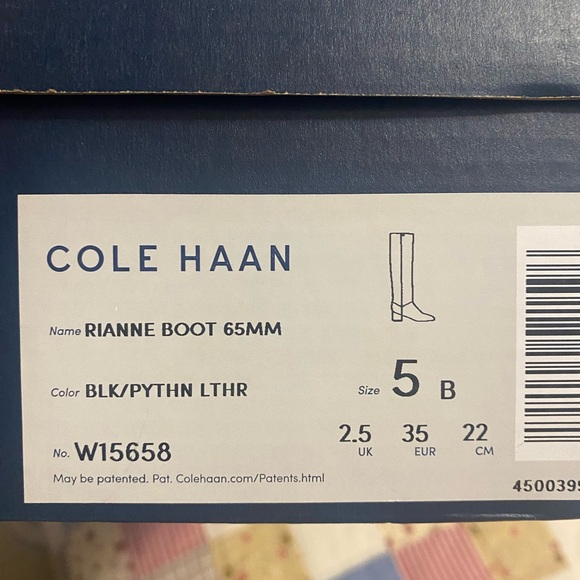 COLE HAAN
Name RIANNE BOOT 65MM
Color BLK/PYTHN LTHR
Size 5 B
2.5 35 22
UK EUR CM
No. W15658
May be patented. Pat. Colehaan.com/Patents.html